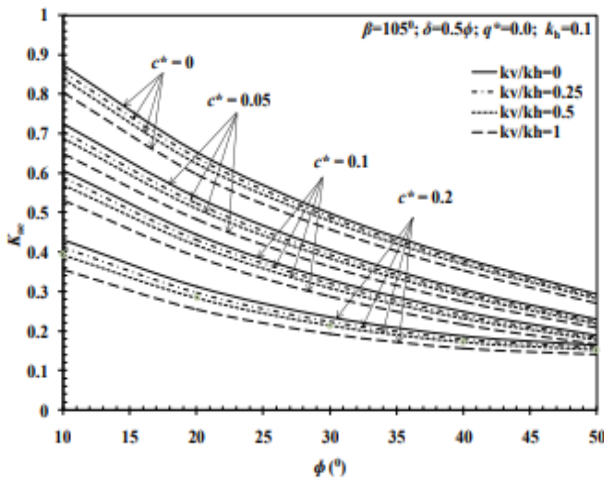 β=105⁰; δ=0.5ϕ; q*=0.0; kₕ=0.1
kv/kh=0
kv/kh=0.25
kv/kh=0.5
kv/kh=1
c* = 0
c* = 0.05
c* = 0.1
c* = 0.2
1
0.9
0.8
0.7
0.6
0.5
0.4
0.3
0.2
0.1
0
10
15
20
25
30
35
40
45
50
ϕ (⁰)